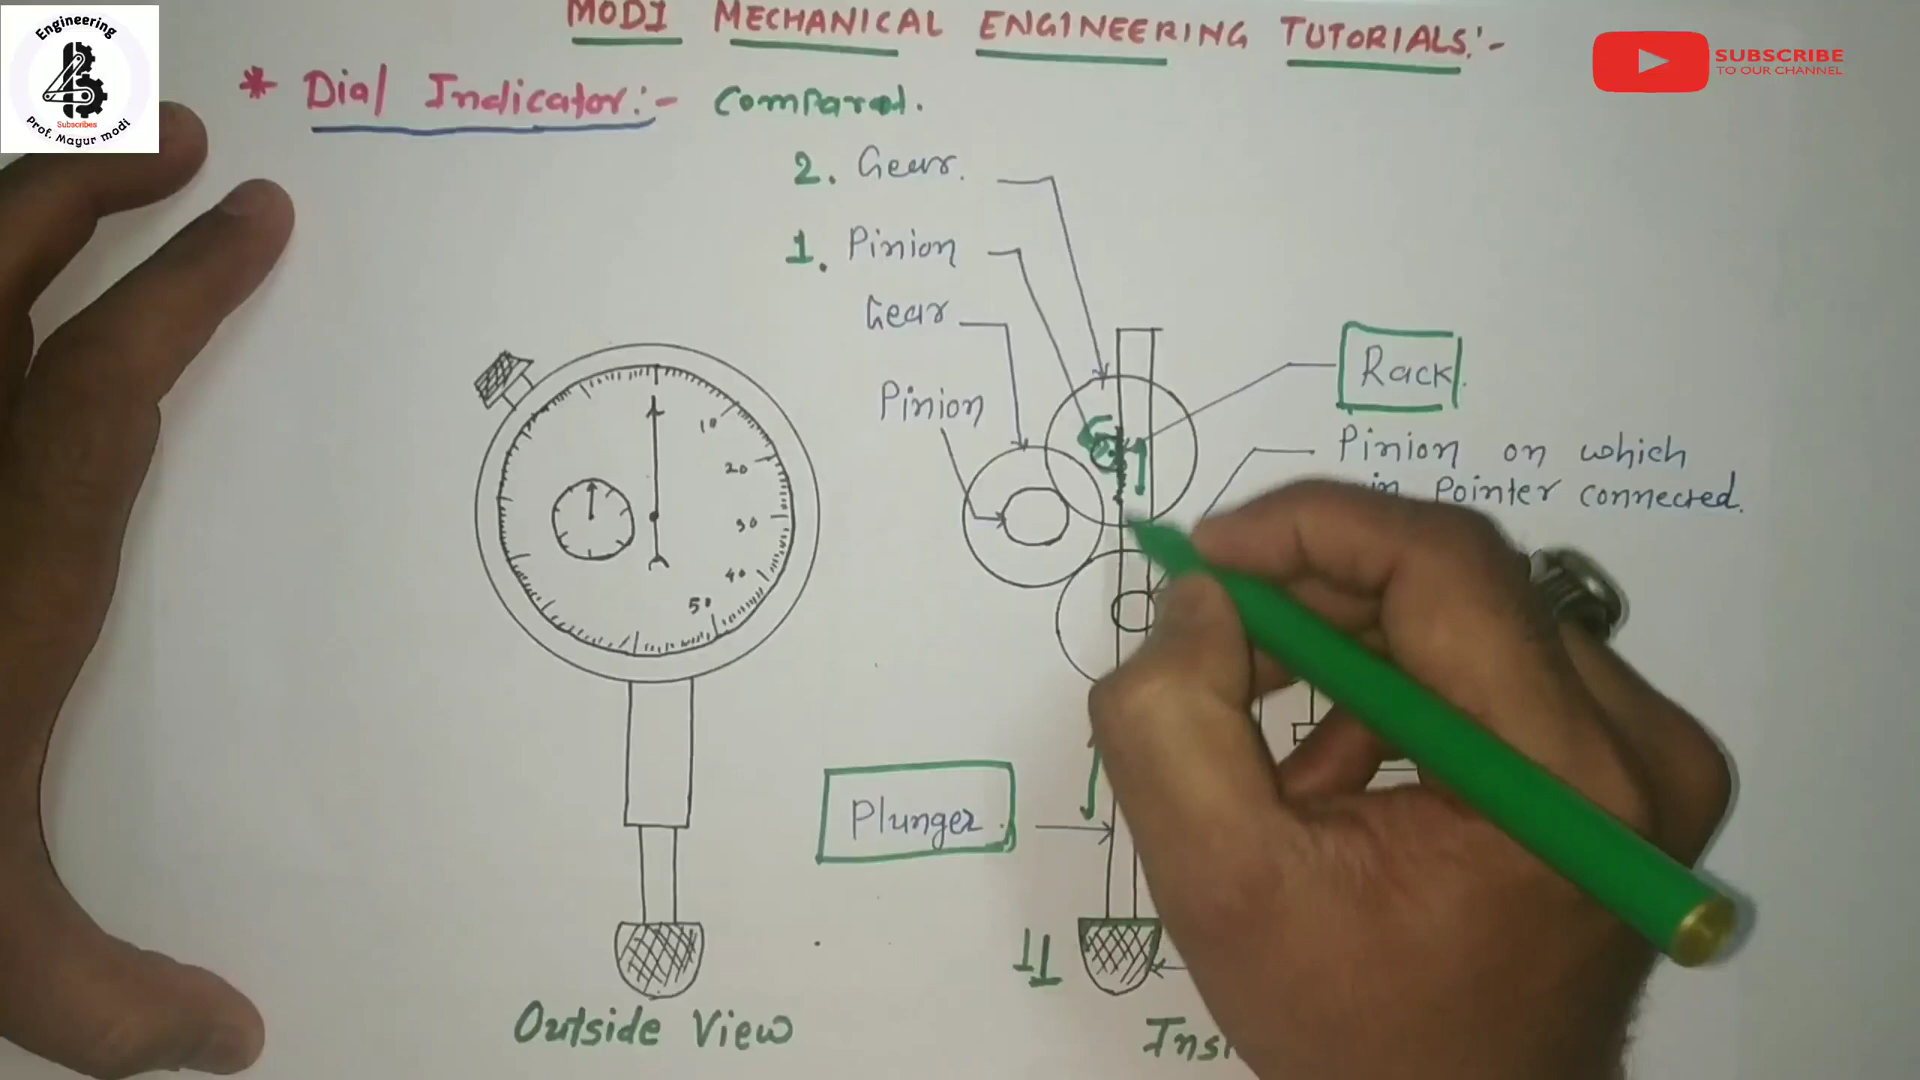 MODI MECHANICAL ENGINEERING TUTORIALS:-
Engineering
Subscribes
Prof. Mayur modi
SUBSCRIBE
TO OUR CHANNEL
* Dial Indicator:-
2. Gear.
1. Pinion
Gear
Pinion
Rack.
Pinion on which
Pointer connected.
10
20
30
40
50
Plunger
Outside View